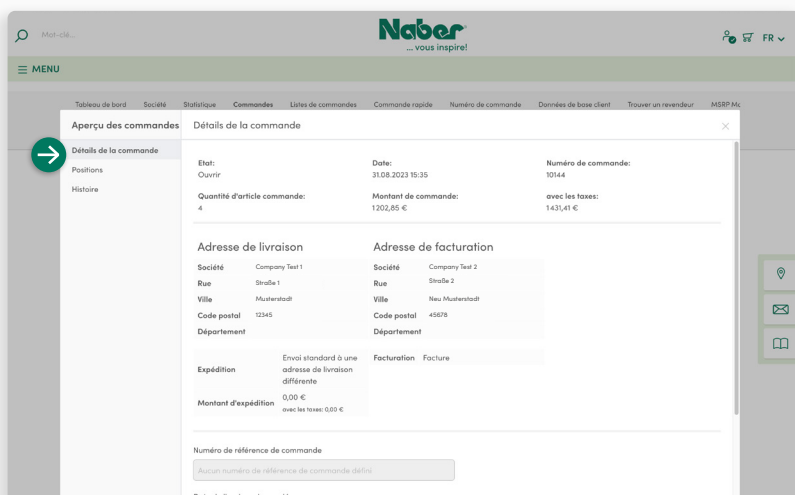 Mot-clé...
Naber
... vous inspire!
FR
MENU
Tableau de bord Société Statistique Commandes Listes de commandes Commande rapide Numéro de commande Données de base client Trouver un revendeur MSRP
Aperçu des commandes
Détails de la commande
Détails de la commande
Positions
Histoire
Etat: Date: Numéro de commande:
Ouvrir 31.08.2023 15:35 10144
Quantité d'article commande: Montant de commande: avec les taxes:
4 1 202,85 € 1 431,41 €
Adresse de livraison Adresse de facturation
Société Company Test 1 Société Company Test 2
Rue Straße 1 Rue Straße 2
Ville Musterstadt Ville Neu Musterstadt
Code postal 12345 Code postal 45678
Département Département
Expédition Envoi standard à une adresse de livraison différente Facturation Facture
Montant d'expédition 0,00 €
avec les taxes: 0,00 €
Numéro de référence de commande
Aucun numéro de référence de commande défini